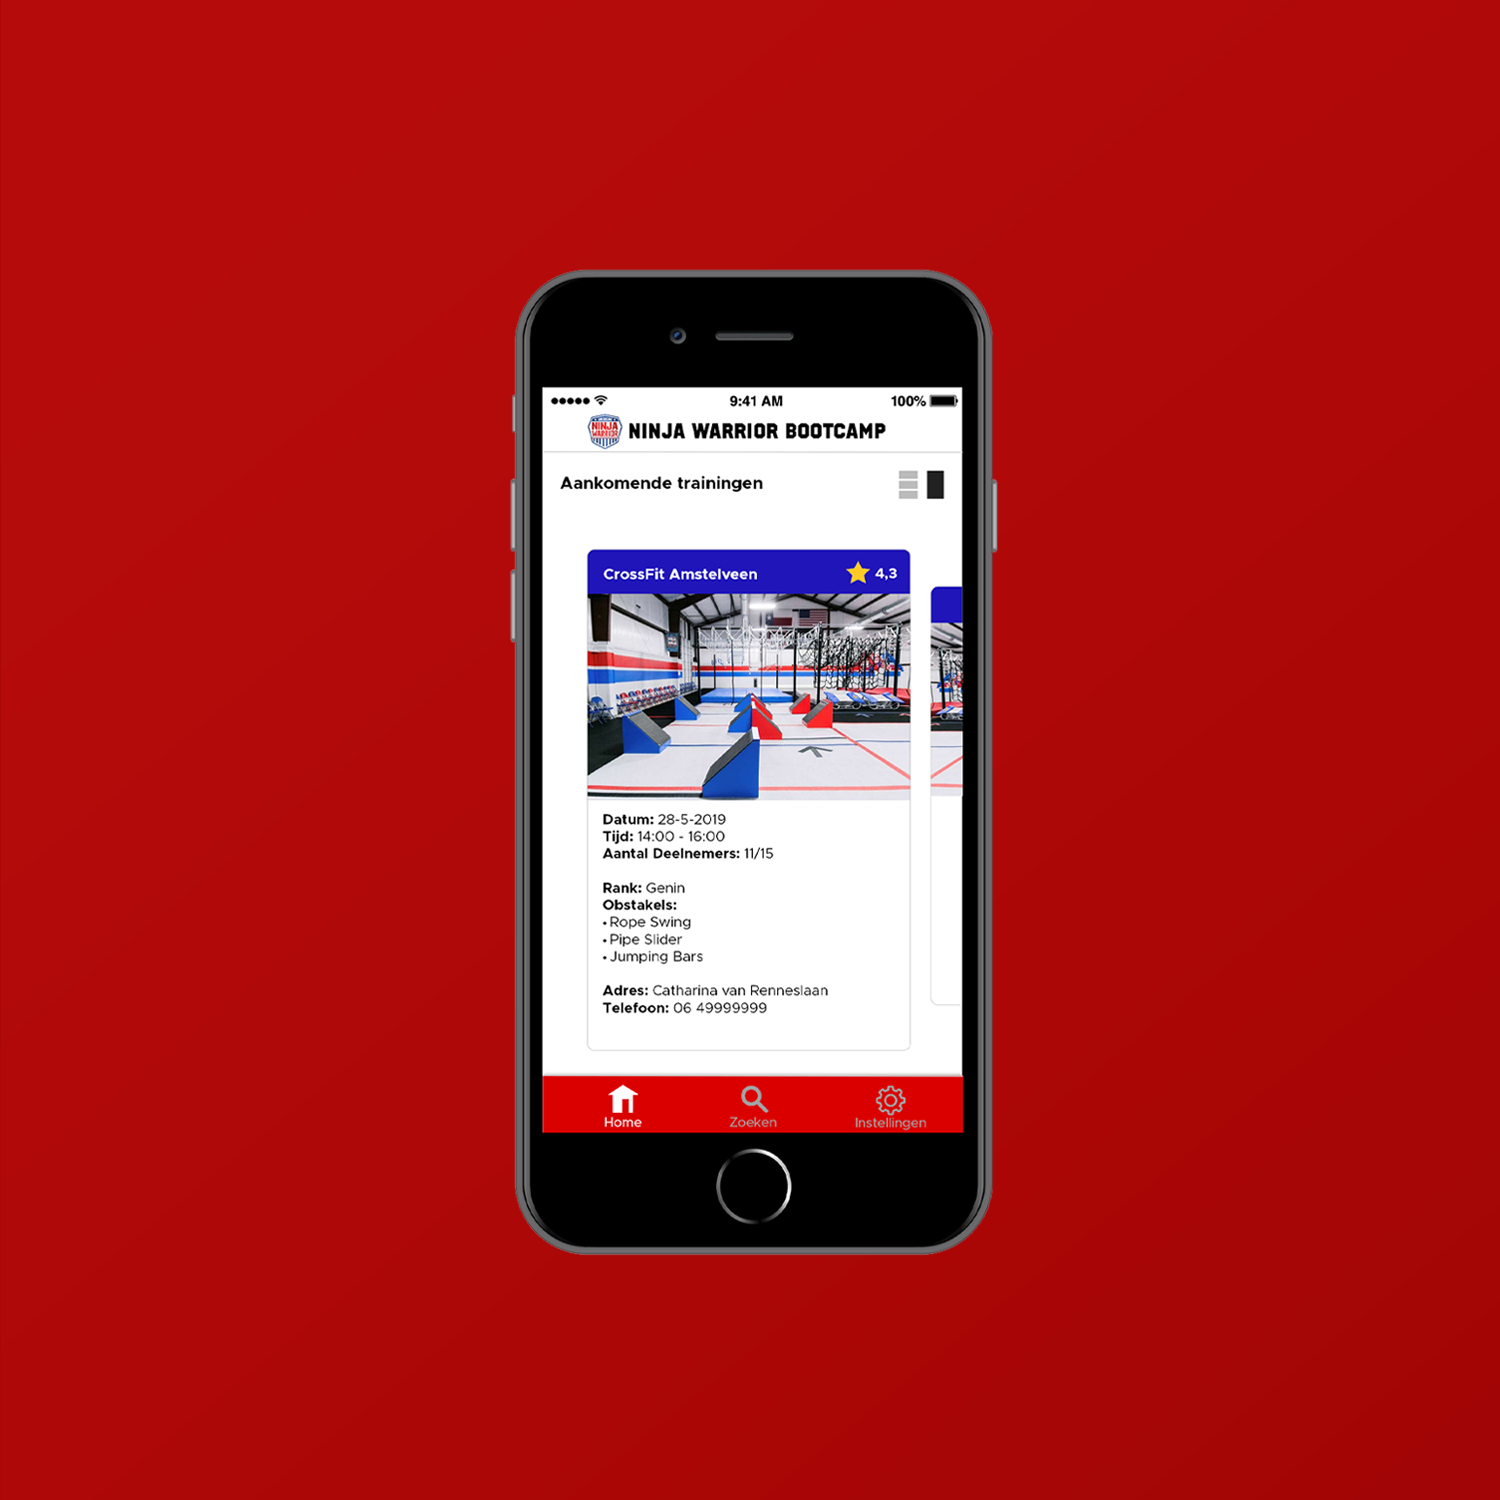 9:41 AM
100%
NINJA
WARRIOR
NINJA WARRIOR BOOTCAMP
Aankomende trainingen
CrossFit Amstelveen
4,3
Datum: 28-5-2019
Tijd: 14:00 - 16:00
Aantal Deelnemers: 11/15
Rank: Genin
Obstakels:
• Rope Swing
• Pipe Slider
• Jumping Bars
Adres: Catharina van Renneslaan
Telefoon: 06 49999999
Home
Zoeken
Instellingen